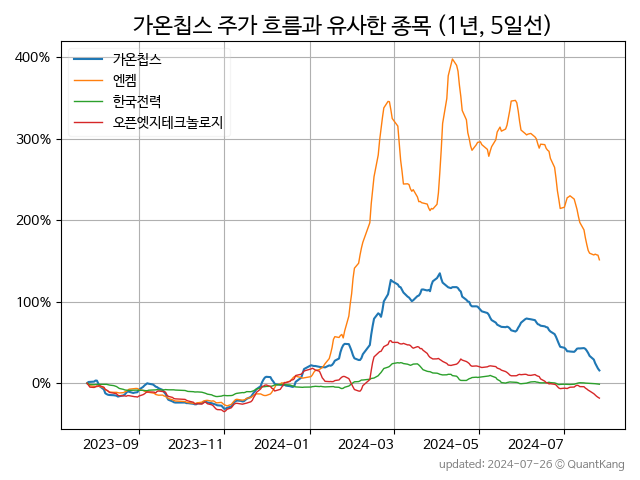 가온칩스 주가 흐름과 유사한 종목 (1년, 5일선)
400%
300%
200%
100%
0%
가온칩스
엔켐
한국전력
오픈엣지테크놀로지
2023-09
2023-11
2024-01
2024-03
2024-05
2024-07
updated: 2024-07-26 © QuantKang